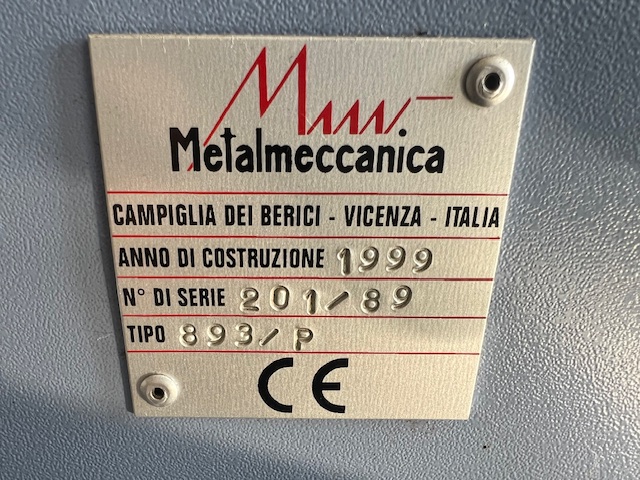 Metalmeccanica
CAMPIGLIA DEI BERICI - VICENZA - ITALIA
ANNO DI COSTRUZIONE 1999
N° DI SERIE 201/89
TIPO 893/P
CE